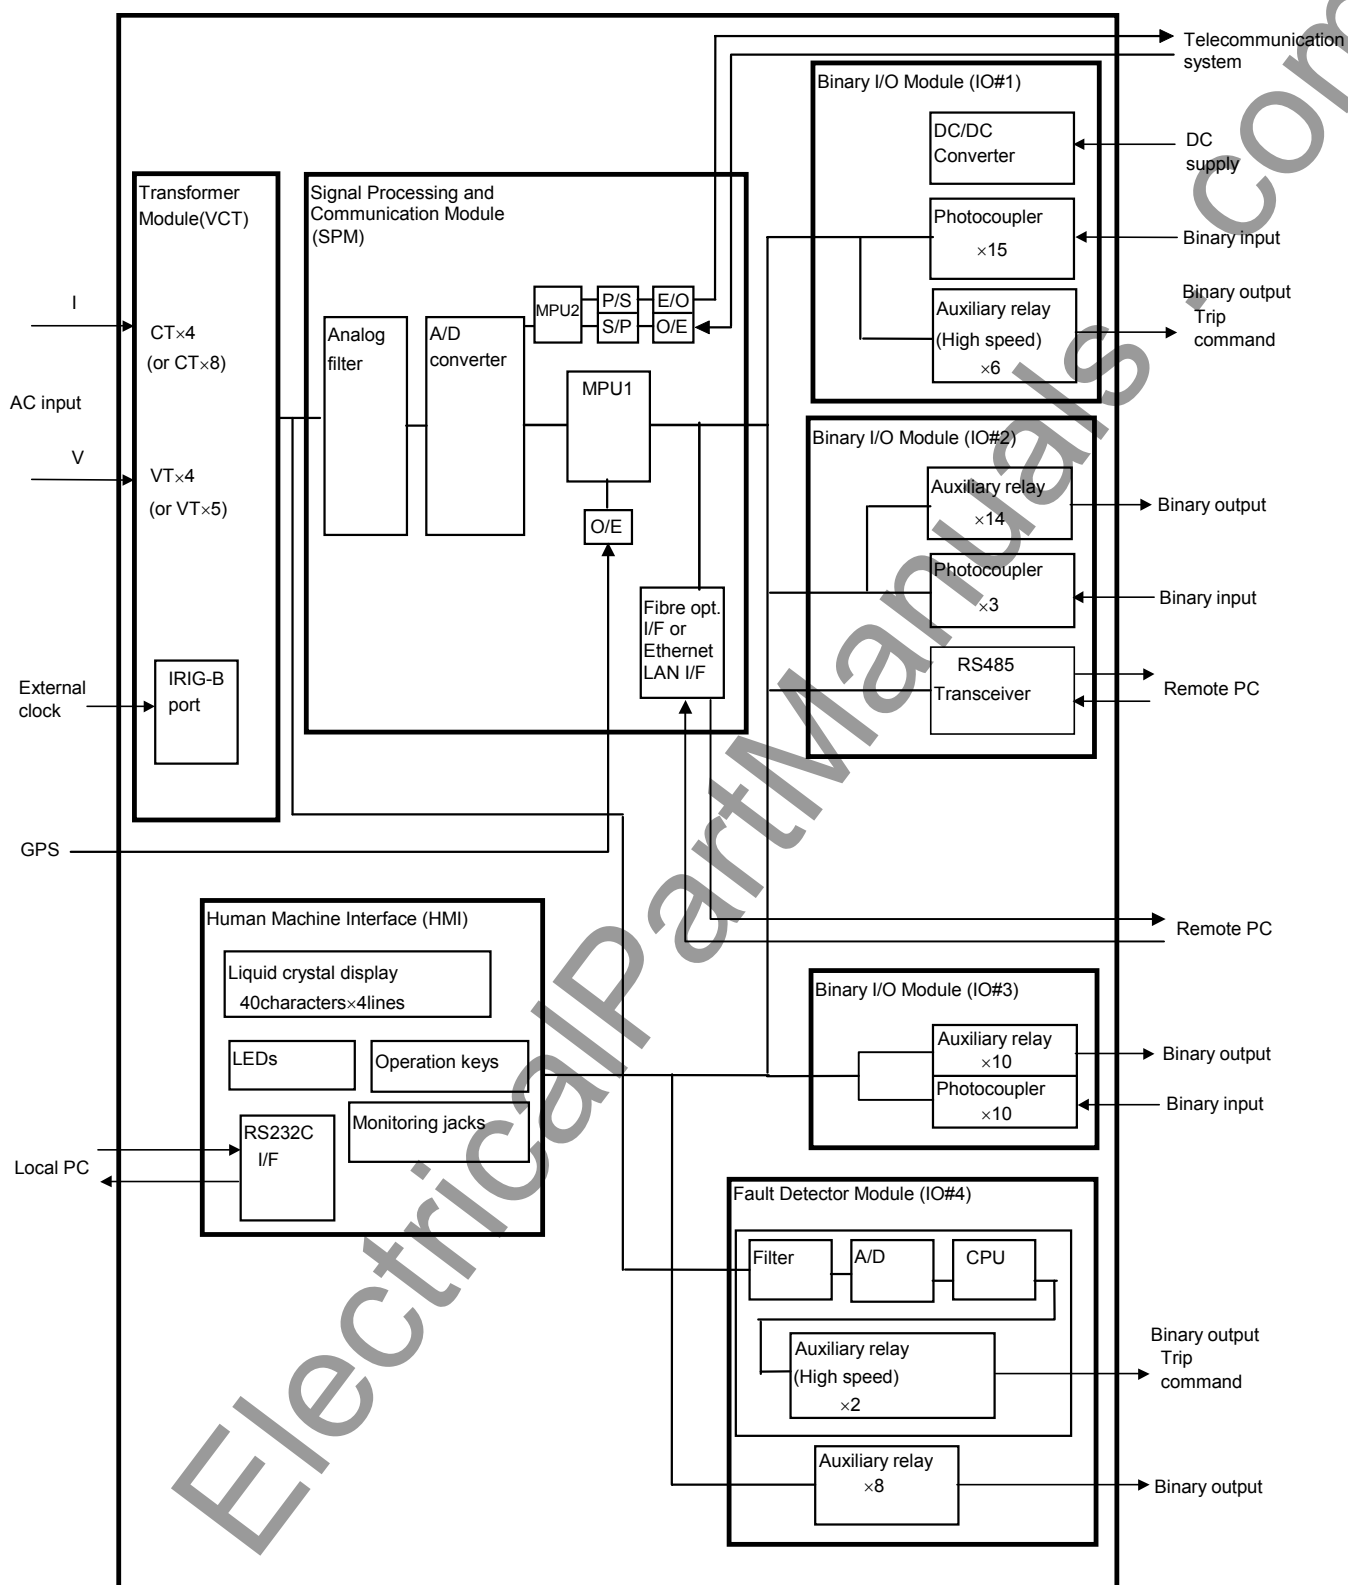 Telecommunication
system
Binary I/O Module (IO#1)
DC/DC
Converter
DC
supply
Photocoupler
×15
Binary input
Auxiliary relay
(High speed)
×6
Binary output
Trip
command
Transformer
Module(VCT)
I
CT×4
(or CT×8)
AC input
V
VT×4
(or VT×5)
IRIG-B
port
External
clock
GPS
Signal Processing and
Communication Module
(SPM)
Analog
filter
A/D
converter
MPU2
P/S
S/P
E/O
O/E
MPU1
O/E
Fibre opt.
I/F or
Ethernet
LAN I/F
Binary I/O Module (IO#2)
Auxiliary relay
×14
Binary output
Photocoupler
×3
Binary input
RS485
Transceiver
Remote PC
Remote PC
Human Machine Interface (HMI)
Liquid crystal display
40characters×4lines
LEDs
Operation keys
Monitoring jacks
RS232C
I/F
Local PC
Binary I/O Module (IO#3)
Auxiliary relay
×10
Binary output
Photocoupler
×10
Binary input
Fault Detector Module (IO#4)
Filter
A/D
CPU
Auxiliary relay
(High speed)
×2
Binary output
Trip
command
Auxiliary relay
×8
Binary output
ElectricalPartManuals . com